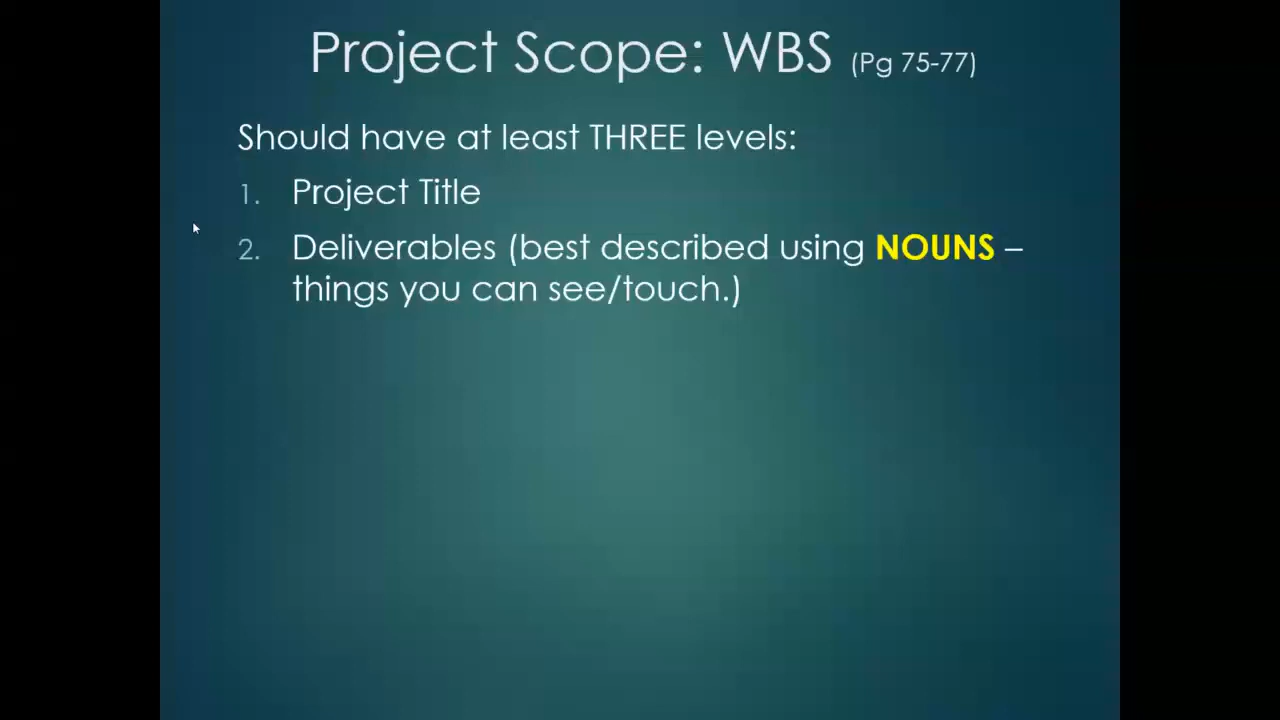 Project Scope: WBS (Pg 75-77)
Should have at least THREE levels:
1. Project Title
2. Deliverables (best described using NOUNS –
things you can see/touch.)